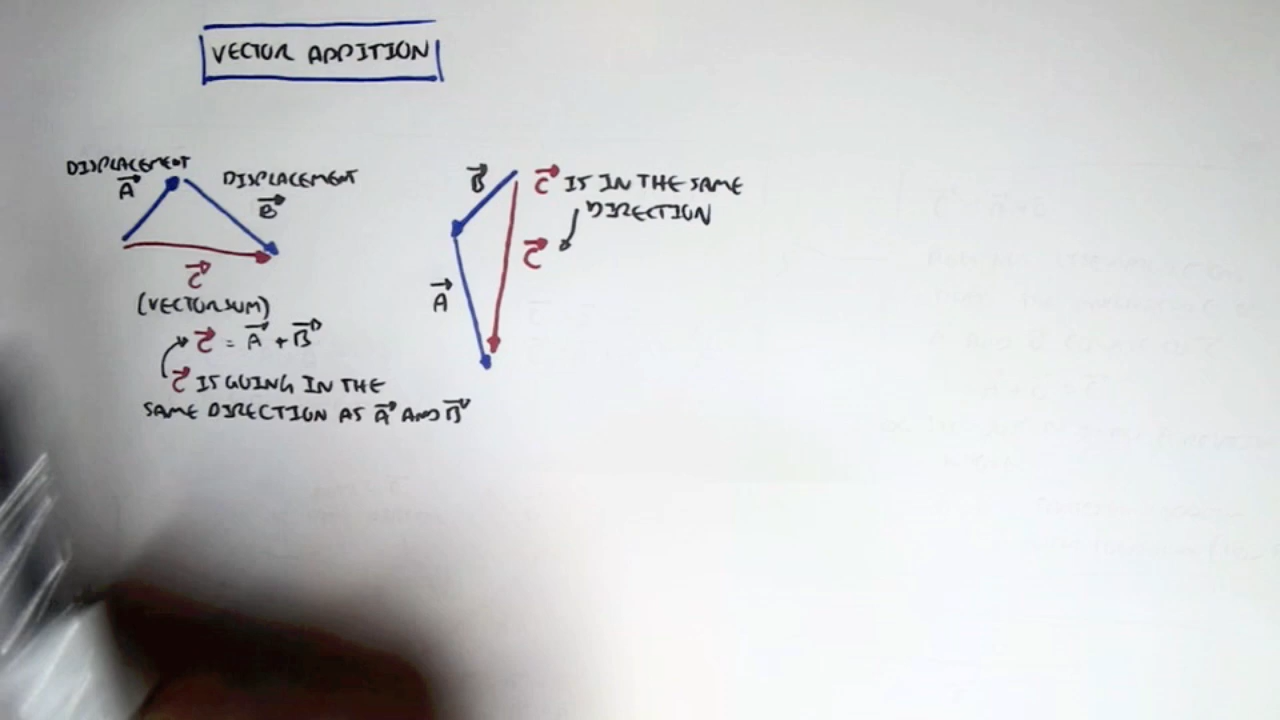 VECTOR ADDITION
DISPLACEMENT
A
DISPLACEMENT
B
C
(VECTOR SUM)
C = A + B
C IS GOING IN THE
SAME DIRECTION AS A AND B
B
A
C IS IN THE SAME
DIRECTION
C